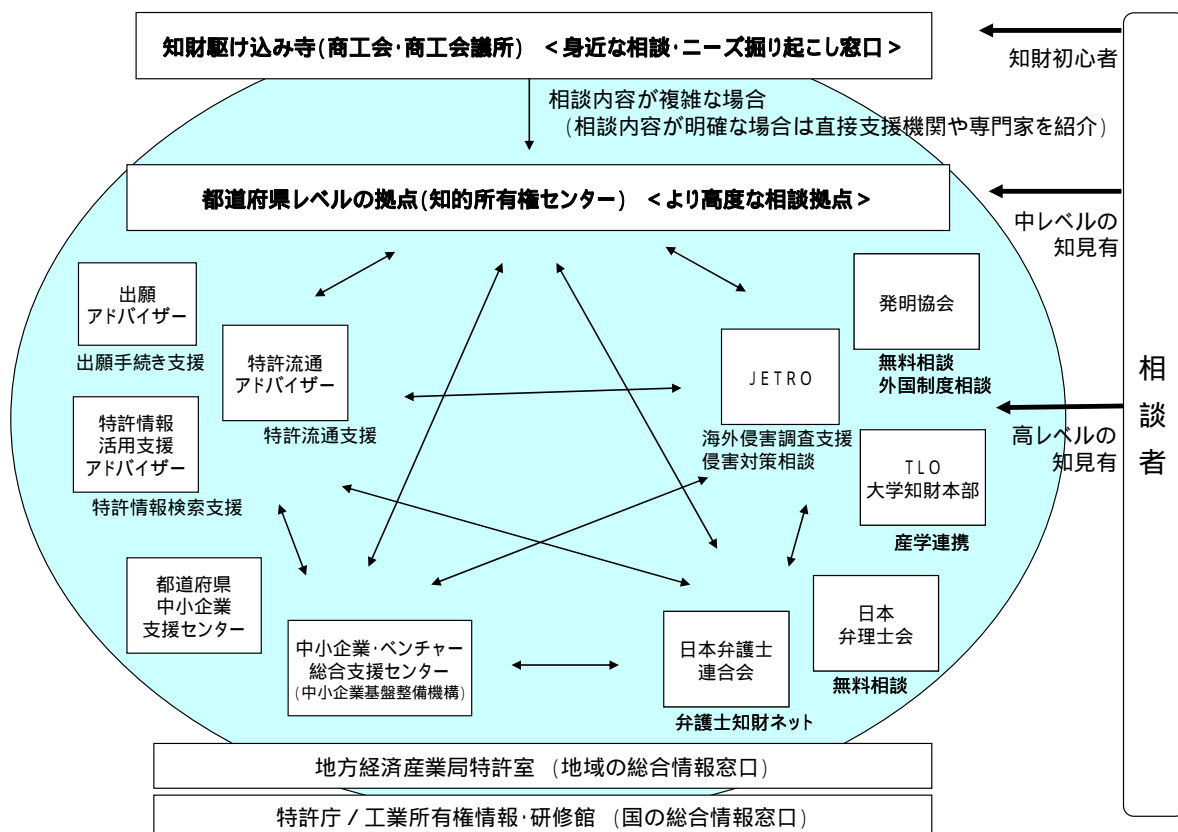 知財駆け込み寺(商工会・商工会議所) <身近な相談・ニーズ掘り起こし窓口>
知財初心者
相談内容が複雑な場合
(相談内容が明確な場合は直接支援機関や専門家を紹介)
都道府県レベルの拠点(知的所有権センター) <より高度な相談拠点>
中レベルの
知見有
出願
アドバイザー
出願手続き支援
特許流通
アドバイザー
特許流通支援
JETRO
海外侵害調査支援
侵害対策相談
発明協会
無料相談
外国制度相談
高レベルの
知見有
相談者
特許情報
活用支援
アドバイザー
特許情報検索支援
TLO
大学知財本部
産学連携
都道府県
中小企業
支援センター
中小企業・ベンチャー
総合支援センター
(中小企業基盤整備機構)
日本弁護士
連合会
弁護士知財ネット
日本
弁理士会
無料相談
地方経済産業局特許室 (地域の総合情報窓口)
特許庁/工業所有権情報・研修館 (国の総合情報窓口)